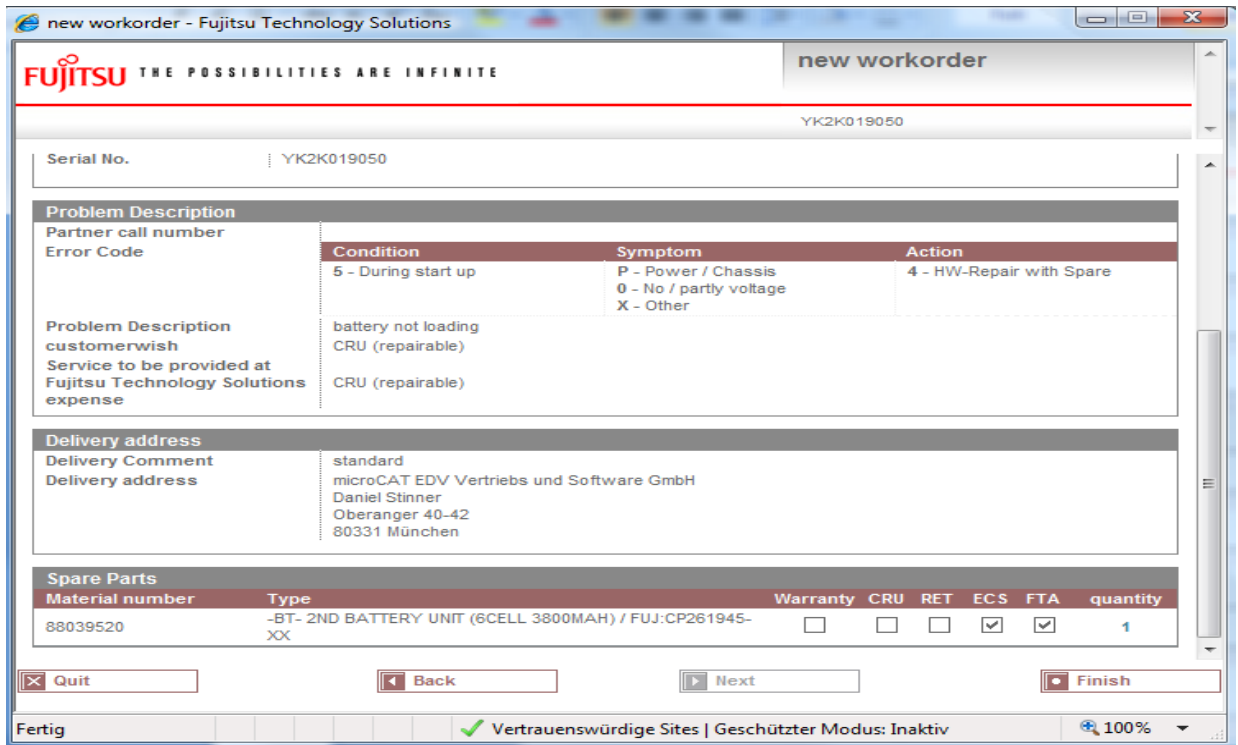 new workorder - Fujitsu Technology Solutions
FUJITSU THE POSSIBILITIES ARE INFINITE
new workorder
YK2K019050
Serial No. YK2K019050
Problem Description
Partner call number
Error Code Condition Symptom Action
5 - During start up P - Power / Chassis 4 - HW-Repair with Spare
0 - No / partly voltage
X - Other
Problem Description battery not loading
customerwish CRU (repairable)
Service to be provided at
Fujitsu Technology Solutions CRU (repairable)
expense
Delivery address
Delivery Comment standard
Delivery address microCAT EDV Vertriebs und Software GmbH
Daniel Stinner
Oberanger 40-42
80331 München
Spare Parts
Material number Type Warranty CRU RET ECS FTA quantity
88039520 -BT- 2ND BATTERY UNIT (6CELL 3800MAH) / FUJ:CP261945- 1
XX
Quit Back Next Finish
Fertig Vertrauenswürdige Sites | Geschützter Modus: Inaktiv 100%